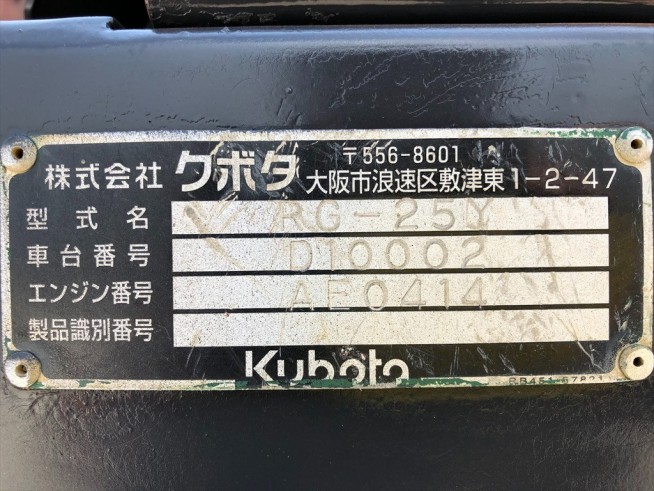 株式会社 クボタ 〒556-8601
大阪市浪速区敷津東1-2-47
型式名 RG-25Y
車台番号 D10002
エンジン番号 AE0414
製品識別番号
Kubota